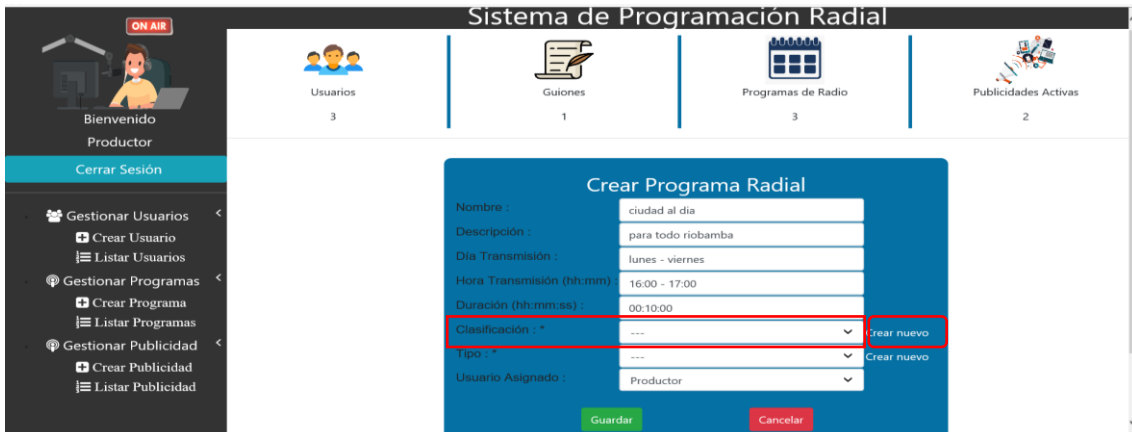 Sistema de Programación Radial
ON AIR
Bienvenido
Productor
Cerrar Sesión
Gestionar Usuarios
Crear Usuario
Listar Usuarios
Gestionar Programas
Crear Programa
Listar Programas
Gestionar Publicidad
Crear Publicidad
Listar Publicidad
Usuarios
3
Guiones
1
Programas de Radio
3
Publicidades Activas
2
Crear Programa Radial
Nombre : ciudad al dia
Descripción : para todo riobamba
Día Transmisión : lunes - viernes
Hora Transmisión (hh:mm) : 16:00 - 17:00
Duración (hh:mm:ss) : 00:10:00
Clasificación : * --- Crear nuevo
Tipo : * --- Crear nuevo
Usuario Asignado : Productor
Guardar Cancelar